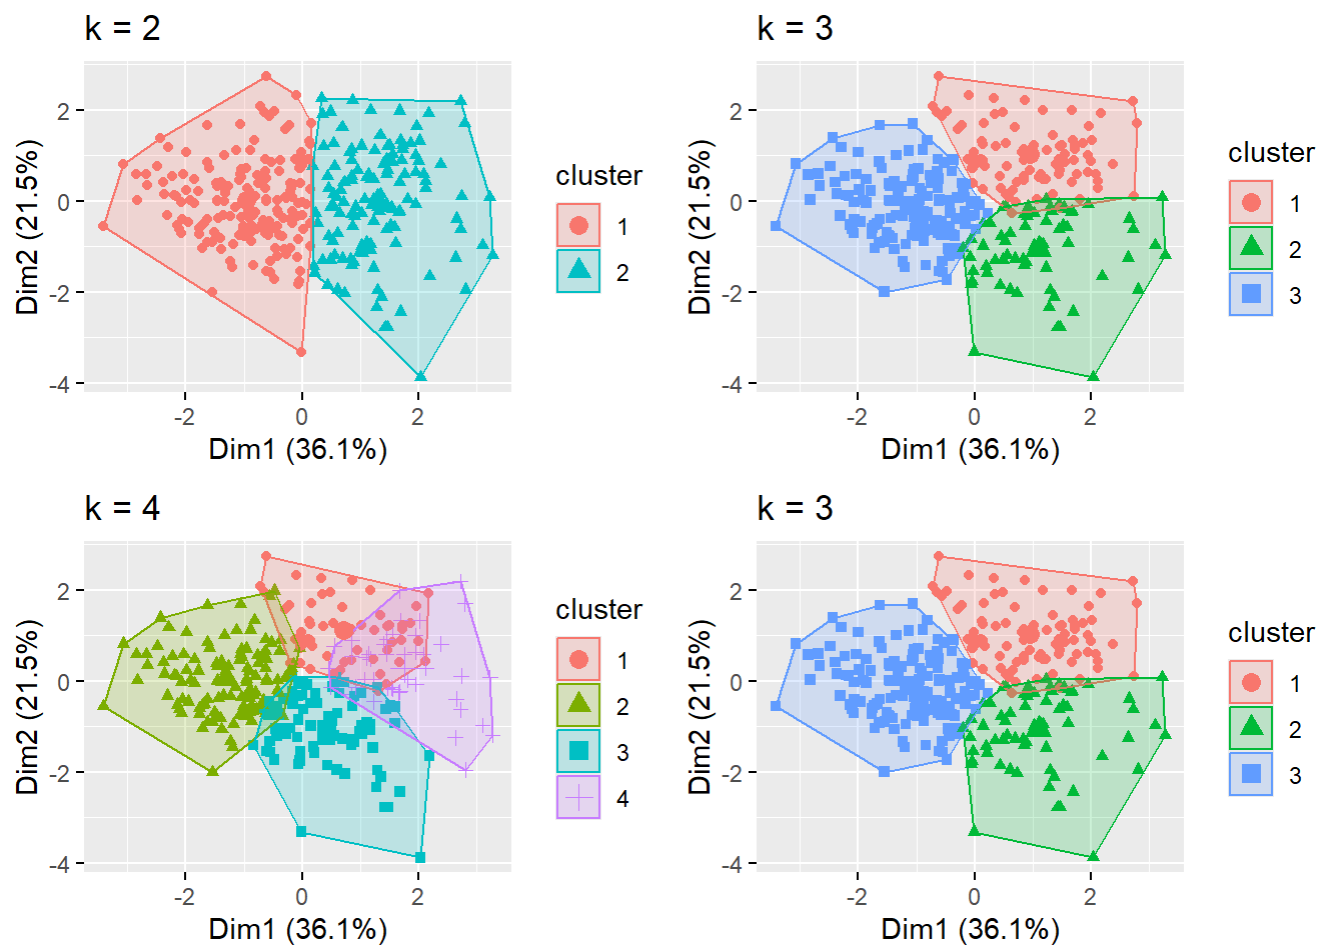 k = 2
2
0
-2
-4
-2 0 2
Dim1 (36.1%)
Dim2 (21.5%)
cluster
1
2
k = 3
2
0
-2
-4
-2 0 2
Dim1 (36.1%)
Dim2 (21.5%)
cluster
1
2
3
k = 4
2
0
-2
-4
-2 0 2
Dim1 (36.1%)
Dim2 (21.5%)
cluster
1
2
3
4
k = 3
2
0
-2
-4
-2 0 2
Dim1 (36.1%)
Dim2 (21.5%)
cluster
1
2
3